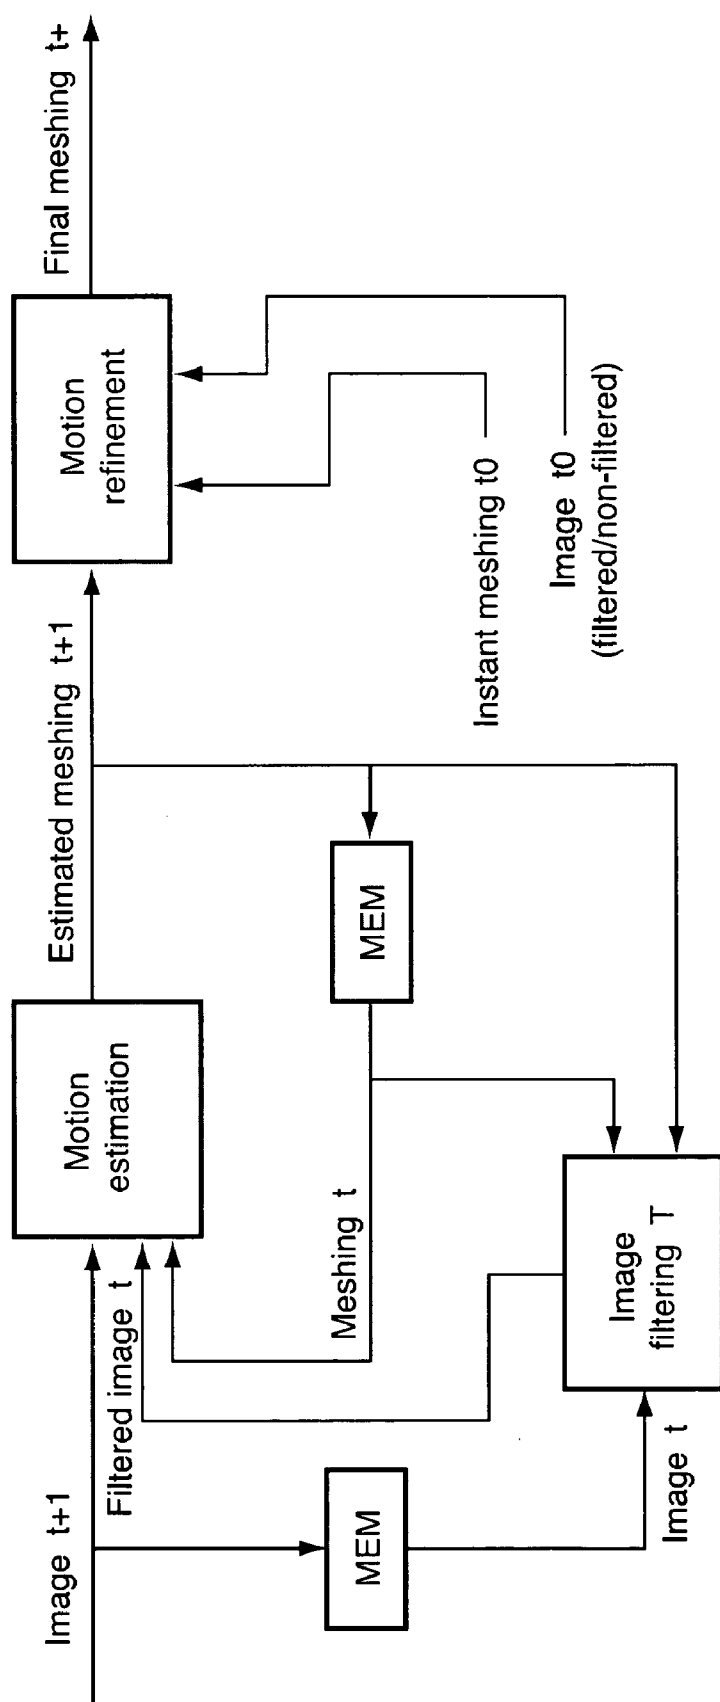 Image t+1
Filtered image t
MEM
Image t
Motion
estimation
Meshing t
Image
filtering T
Estimated meshing t+1
MEM
Motion
refinement
Instant meshing t0
Image t0
(filtered/non-filtered)
Final meshing t+